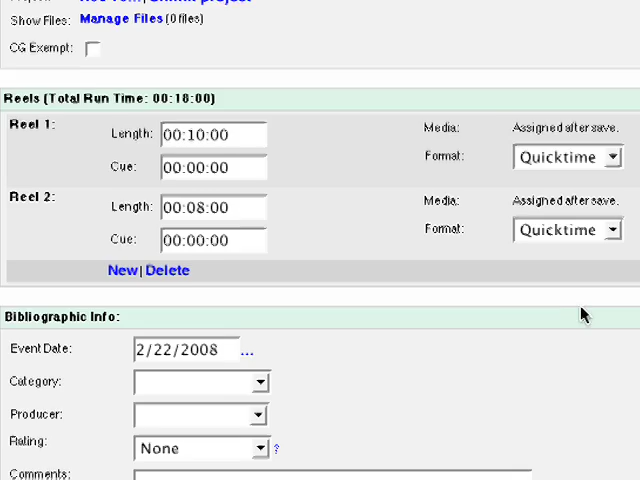 Show Files: Manage Files (0 files)
CG Exempt:
Reels (Total Run Time: 00:18:00)
Reel 1:
Length: 00:10:00
Media: Assigned after save.
Cue: 00:00:00
Format: Quicktime
Reel 2:
Length: 00:08:00
Media: Assigned after save.
Cue: 00:00:00
Format: Quicktime
New | Delete
Bibliographic Info:
Event Date: 2/22/2008 ...
Category:
Producer:
Rating: None ?
Comments: